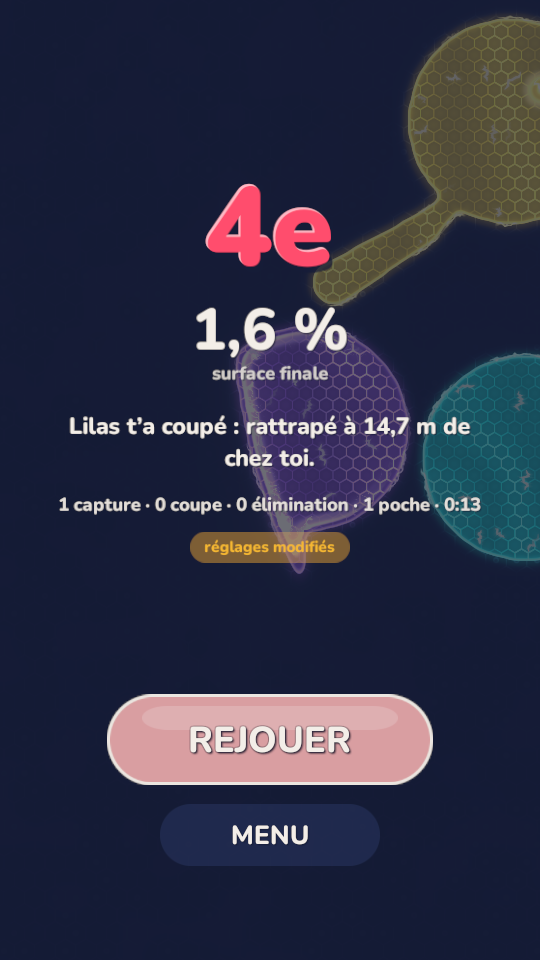 4e
1,6 %
surface finale
Lilas t’a coupé : rattrapé à 14,7 m de
chez toi.
1 capture · 0 coupe · 0 élimination · 1 poche · 0:13
réglages modifiés
REJOUER
MENU